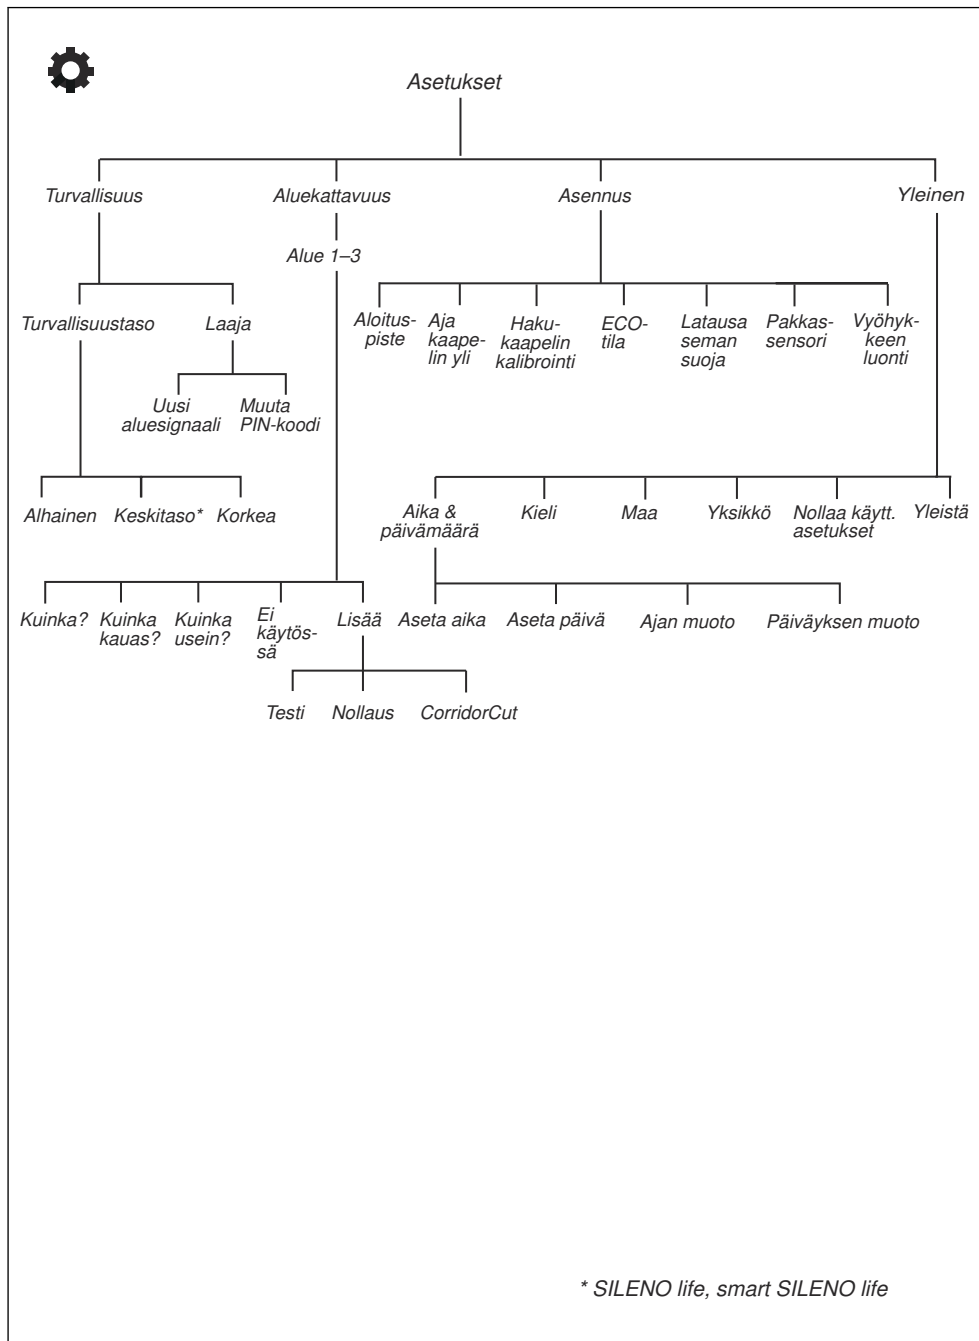 Asetukset
Turvallisuus
Aluekattavuus
Asennus
Yleinen
Alue 1–3
Turvallisuustaso
Laaja
Aloitus-
piste
Aja
kaape-
lin yli
Haku-
kaapelin
kalibrointi
ECO-
tila
Latausa
seman
suoja
Pakkas-
sensori
Vyöhyk-
keen
luonti
Uusi
aluesignaali
Muuta
PIN-koodi
Alhainen
Keskitaso*
Korkea
Aika &
päivämäärä
Kieli
Maa
Yksikkö
Nollaa käytt.
asetukset
Yleistä
Kuinka?
Kuinka
kauas?
Kuinka
usein?
Ei
käytös-
sä
Lisää
Aseta aika
Aseta päivä
Ajan muoto
Päiväyksen muoto
Testi
Nollaus
CorridorCut
* SILENO life, smart SILENO life